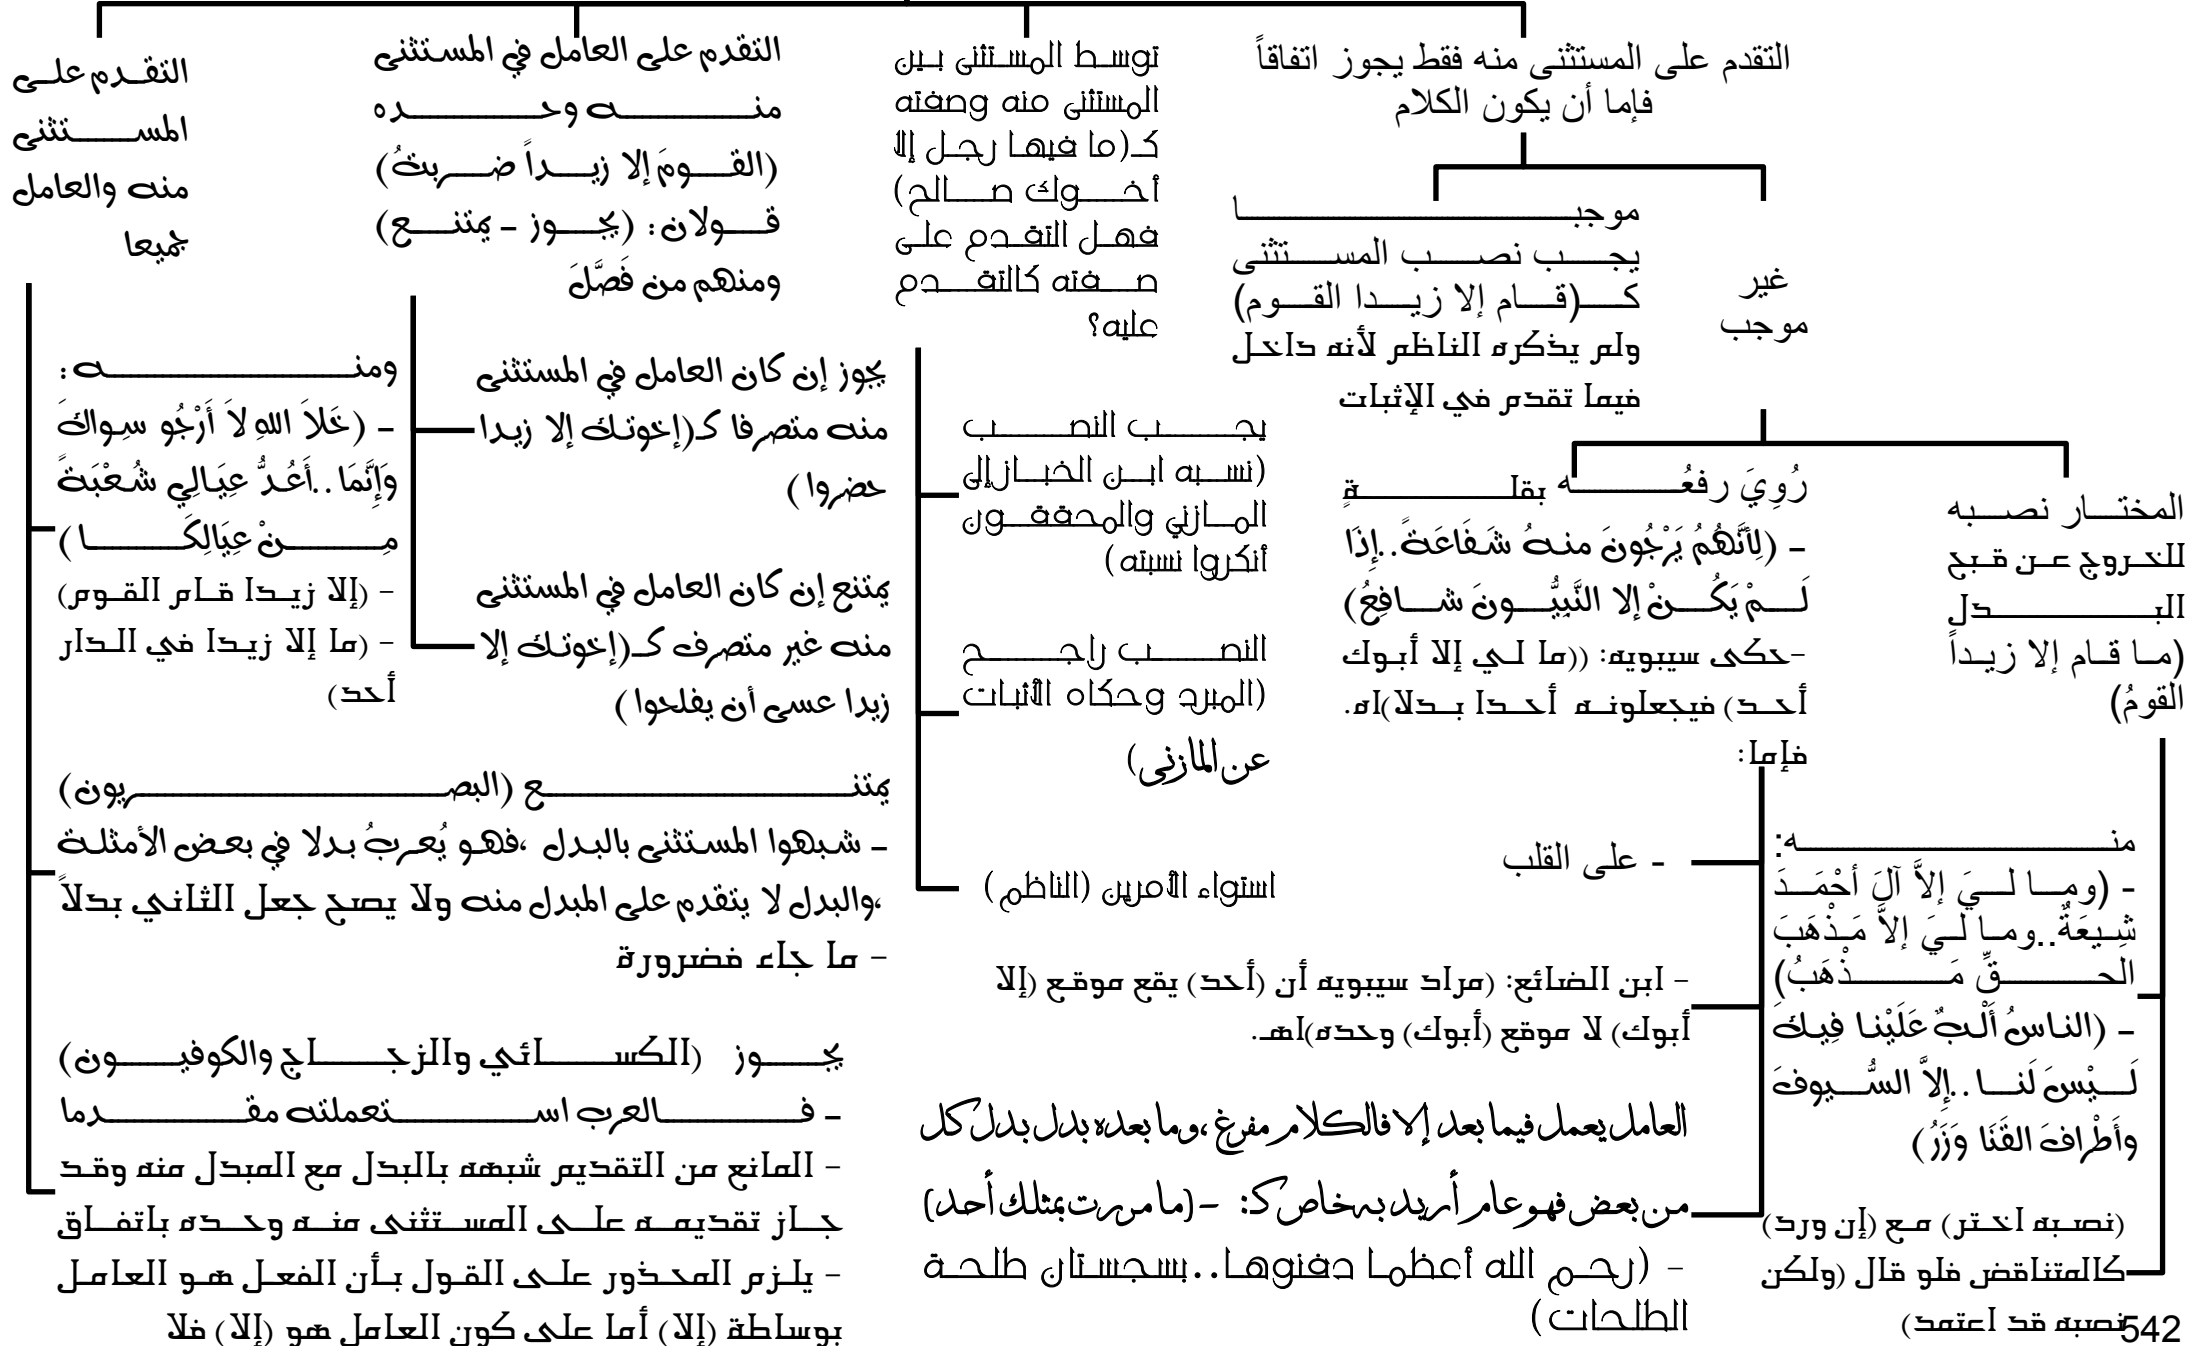 التقدم على المستثنى منه فقط يجوز اتفاقاً
فإما أن يكون الكلام
موجبا
يجب نصب المستثنى
كـ(قام إلا زيدا القوم)
ولم يذكره الناظم لأنه داخل
فيما تقدم في الإثبات
غير
موجب
المختار نصبه
للخروج عن قبح
البدل
(ما قام إلا زيداً
القومُ)
منه:
- (وما ليَ إلاَّ آلَ أحْمَدَ
شِيعَةٌ..وما ليَ إلاَّ مَذْهَبَ
الحقِّ مَذْهَبُ)
- (الناسُ أَلْبٌ عَلَيْنا فِيكَ
لَيْسَ لَنا ..إلاَّ السُّيوفَ
وأَطْرافَ القَنَا وَزَرُ)
(نصبه اختر) مع (إن ورد)
كالمتناقض فلو قال (ولكن
نصبه قد اعتمد)
رُوِيَ رفعُه بقلةٍ
- (لِأَنَّهُمُ يَرْجُونَ منهُ شَفَاعَةً..إِذَا
لَمْ يَكُنْ إلا النَّبِيُّونَ شافِعُ)
-حكى سيبويه: ((ما لي إلا أبوك
أحد) فيجعلونه أحدا بدلا)اه.
فإما:
- على القلب
- ابن الضائع: (مراد سيبويه أن (أحد) يقع موقع (إلا
أبوك) لا موقع (أبوك) وحده)اهـ.
العامل يعمل فيما بعد إلا فالكلام مفرغ ،وما بعده بدل بدل كل
من بعض فهو عام أريد به خاص كـ: - (ما مررت بمثلك أحد)
- (رحم الله أعظما دفنوها..بسجستان طلحة
الطلحات)
توسط المستثنى بين
المستثنى منه وصفته
كـ(ما فيها رجل إلا
أخوك صالح)
فهل التقدم على
صفته كالتقدم
عليه؟
يجب النصب
(نسبه ابن الخباز إلى
المازني والمحققون
أنكروا نسبته)
النصب راجح
(المبرد وحكاه الأثبات
عن المازني)
استواء الأمرين (الناظم)
التقدم على العامل في المستثنى
منه وحده
(القومَ إلا زيداً ضربتُ)
قولان: (يجوز - يمتنع)
ومنهم من فَصَّلَ
يجوز إن كان العامل في المستثنى
منه متصرفا كـ(إخوتك إلا زيدا
حضروا)
يمتنع إن كان العامل في المستثنى
منه غير متصرف كـ(إخوتك إلا
زيدا عسى أن يفلحوا)
التقدم على
المستثنى
منه والعامل
جميعا
ومنه:
- (خَلاَ اللهِ لاَ أَرْجُو سِواكَ
وَإِنَّمَا ..أَعُدُّ عِيَالِي شُعْبَةً
مِنْ عِيَالِكَا)
- (إلا زيدا قام القوم)
- (ما إلا زيدا في الدار
أحد)
يمتنع (البصريون)
- شبهوا المستثنى بالبدل ،فهو يُعربُ بدلا في بعض الأمثلة
،والبدل لا يتقدم على المبدل منه ولا يصح جعل الثاني بدلاً
- ما جاء فضرورة
يجوز (الكسائي والزجاج والكوفيون)
- فالعرب استعملته مقدما
- المانع من التقديم شبهه بالبدل مع المبدل منه وقد
جاز تقديمه على المستثنى منه وحده باتفاق
- يلزم المحذور على القول بأن الفعل هو العامل
بوساطة (إلا) أما على كون العامل هو (إلا) فلا
542